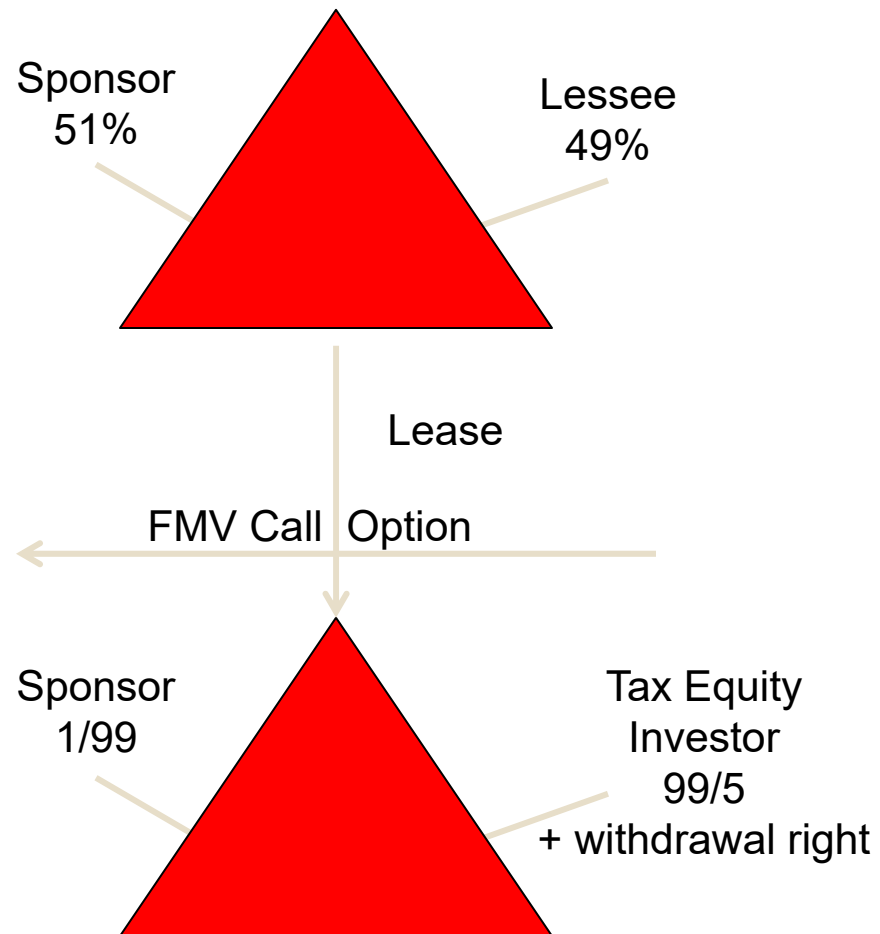 Sponsor
51%
Lessee
49%
Lease
FMV Call Option
Sponsor
1/99
Tax Equity
Investor
99/5
+ withdrawal right